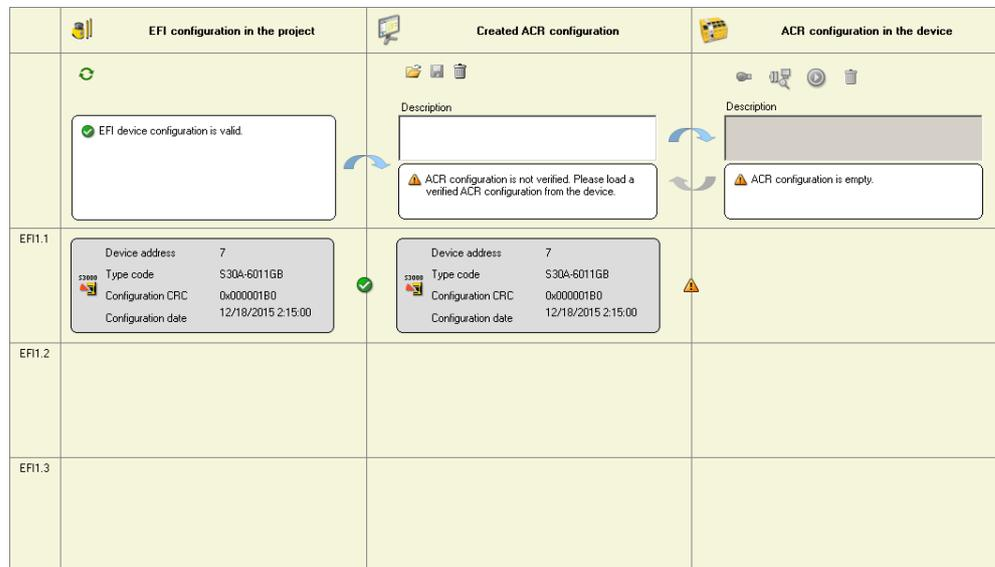 EFI configuration in the project
Created ACR configuration
ACR configuration in the device
Description
Description
EFI device configuration is valid.
ACR configuration is not verified. Please load a
verified ACR configuration from the device.
ACR configuration is empty.
EFI1.1
Device address 7
S3000
Type code S30A-6011GB
Configuration CRC 0x000001B0
Configuration date 12/18/2015 2:15:00
Device address 7
S3000
Type code S30A-6011GB
Configuration CRC 0x000001B0
Configuration date 12/18/2015 2:15:00
EFI1.2
EFI1.3